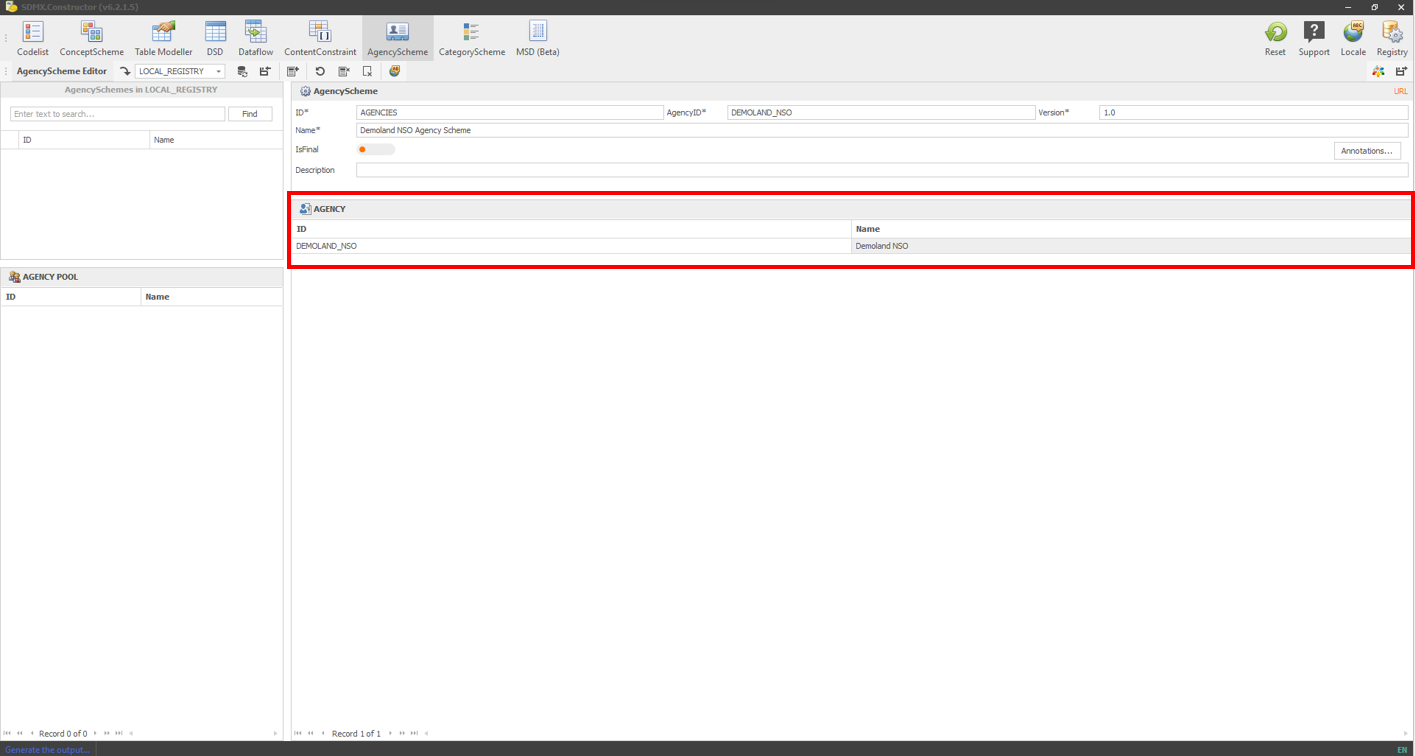 SDMX.Constructor (v6.2.1.5)
Codelist ConceptScheme Table Modeller DSD Dataflow ContentConstraint AgencyScheme CategoryScheme MSD (Beta) Reset Support Locale Registry
AgencyScheme Editor LOCAL_REGISTRY
AgencySchemes in LOCAL_REGISTRY
Enter text to search... Find
ID Name
AGENCY POOL
ID Name
Record 0 of 0
AgencyScheme URL
ID* AGENCIES AgencyID* DEMOLAND_NSO Version* 1.0
Name* Demoland NSO Agency Scheme
IsFinal Annotations...
Description
AGENCY
ID Name
DEMOLAND_NSO Demoland NSO
Record 1 of 1
Generate the output... EN